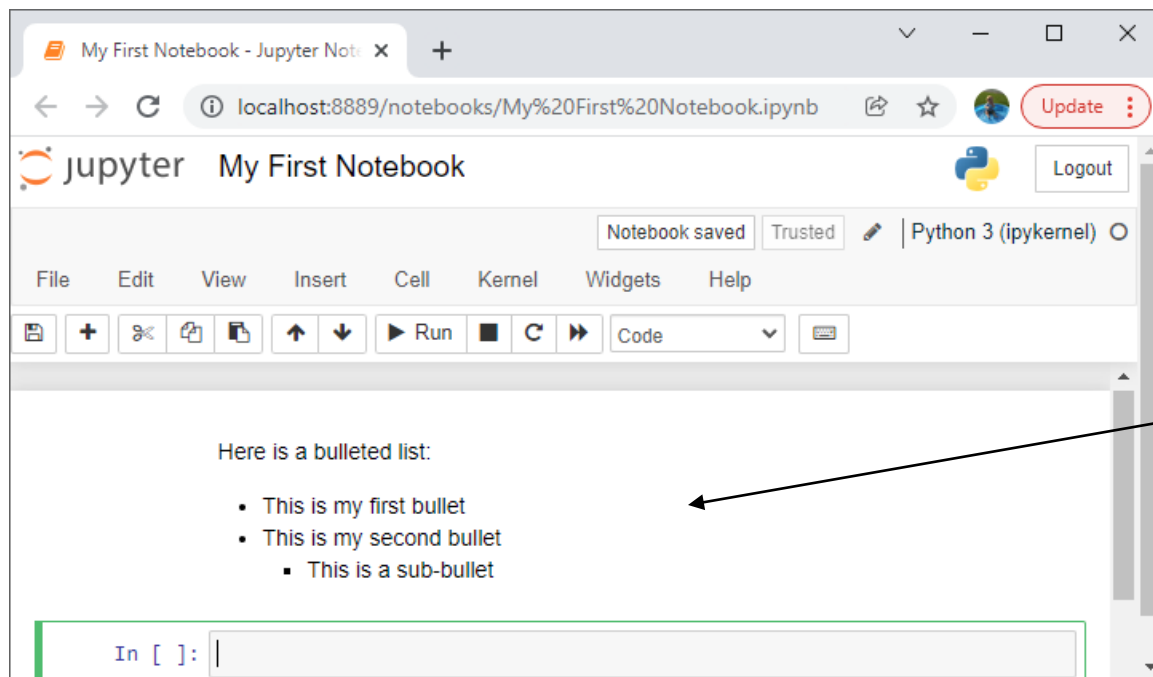 My First Notebook - Jupyter Not
localhost:8889/notebooks/My%20First%20Notebook.ipynb
Update
jupyter My First Notebook
Logout
Notebook saved Trusted Python 3 (ipykernel)
File Edit View Insert Cell Kernel Widgets Help
Run Code
Here is a bulleted list:
• This is my first bullet
• This is my second bullet
▪ This is a sub-bullet
In [ ]: